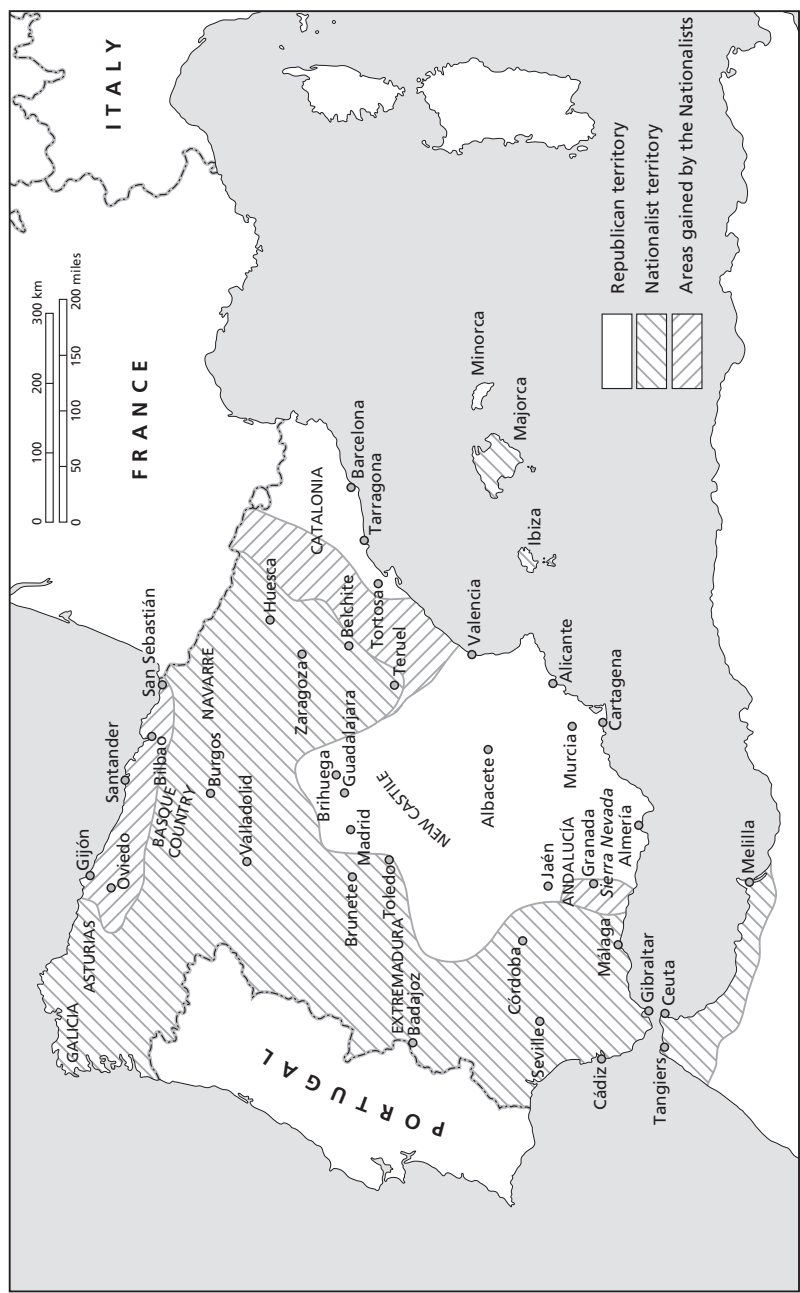 ITALY
FRANCE
0
100
200
300 km
0
50
100
150
200 miles
GALICIA
ASTURIAS
Gijón
Oviedo
Santander
San Sebastián
Bilbao
BASQUE
COUNTRY
NAVARRE
Burgos
Valladolid
Huesca
Zaragoza
CATALONIA
Barcelona
Tarragona
Belchite
Tortosa
Teruel
Brihuega
Guadalajara
Madrid
Brunete
Toledo
NEW CASTILE
PORTUGAL
EXTREMADURA
Badajoz
Valencia
Minorca
Majorca
Ibiza
Albacete
Alicante
Murcia
Cartagena
Córdoba
Seville
Jaén
ANDALUCÍA
Granada
Sierra Nevada
Almería
Málaga
Cádiz
Gibraltar
Ceuta
Tangiers
Melilla
Republican territory
Nationalist territory
Areas gained by the Nationalists